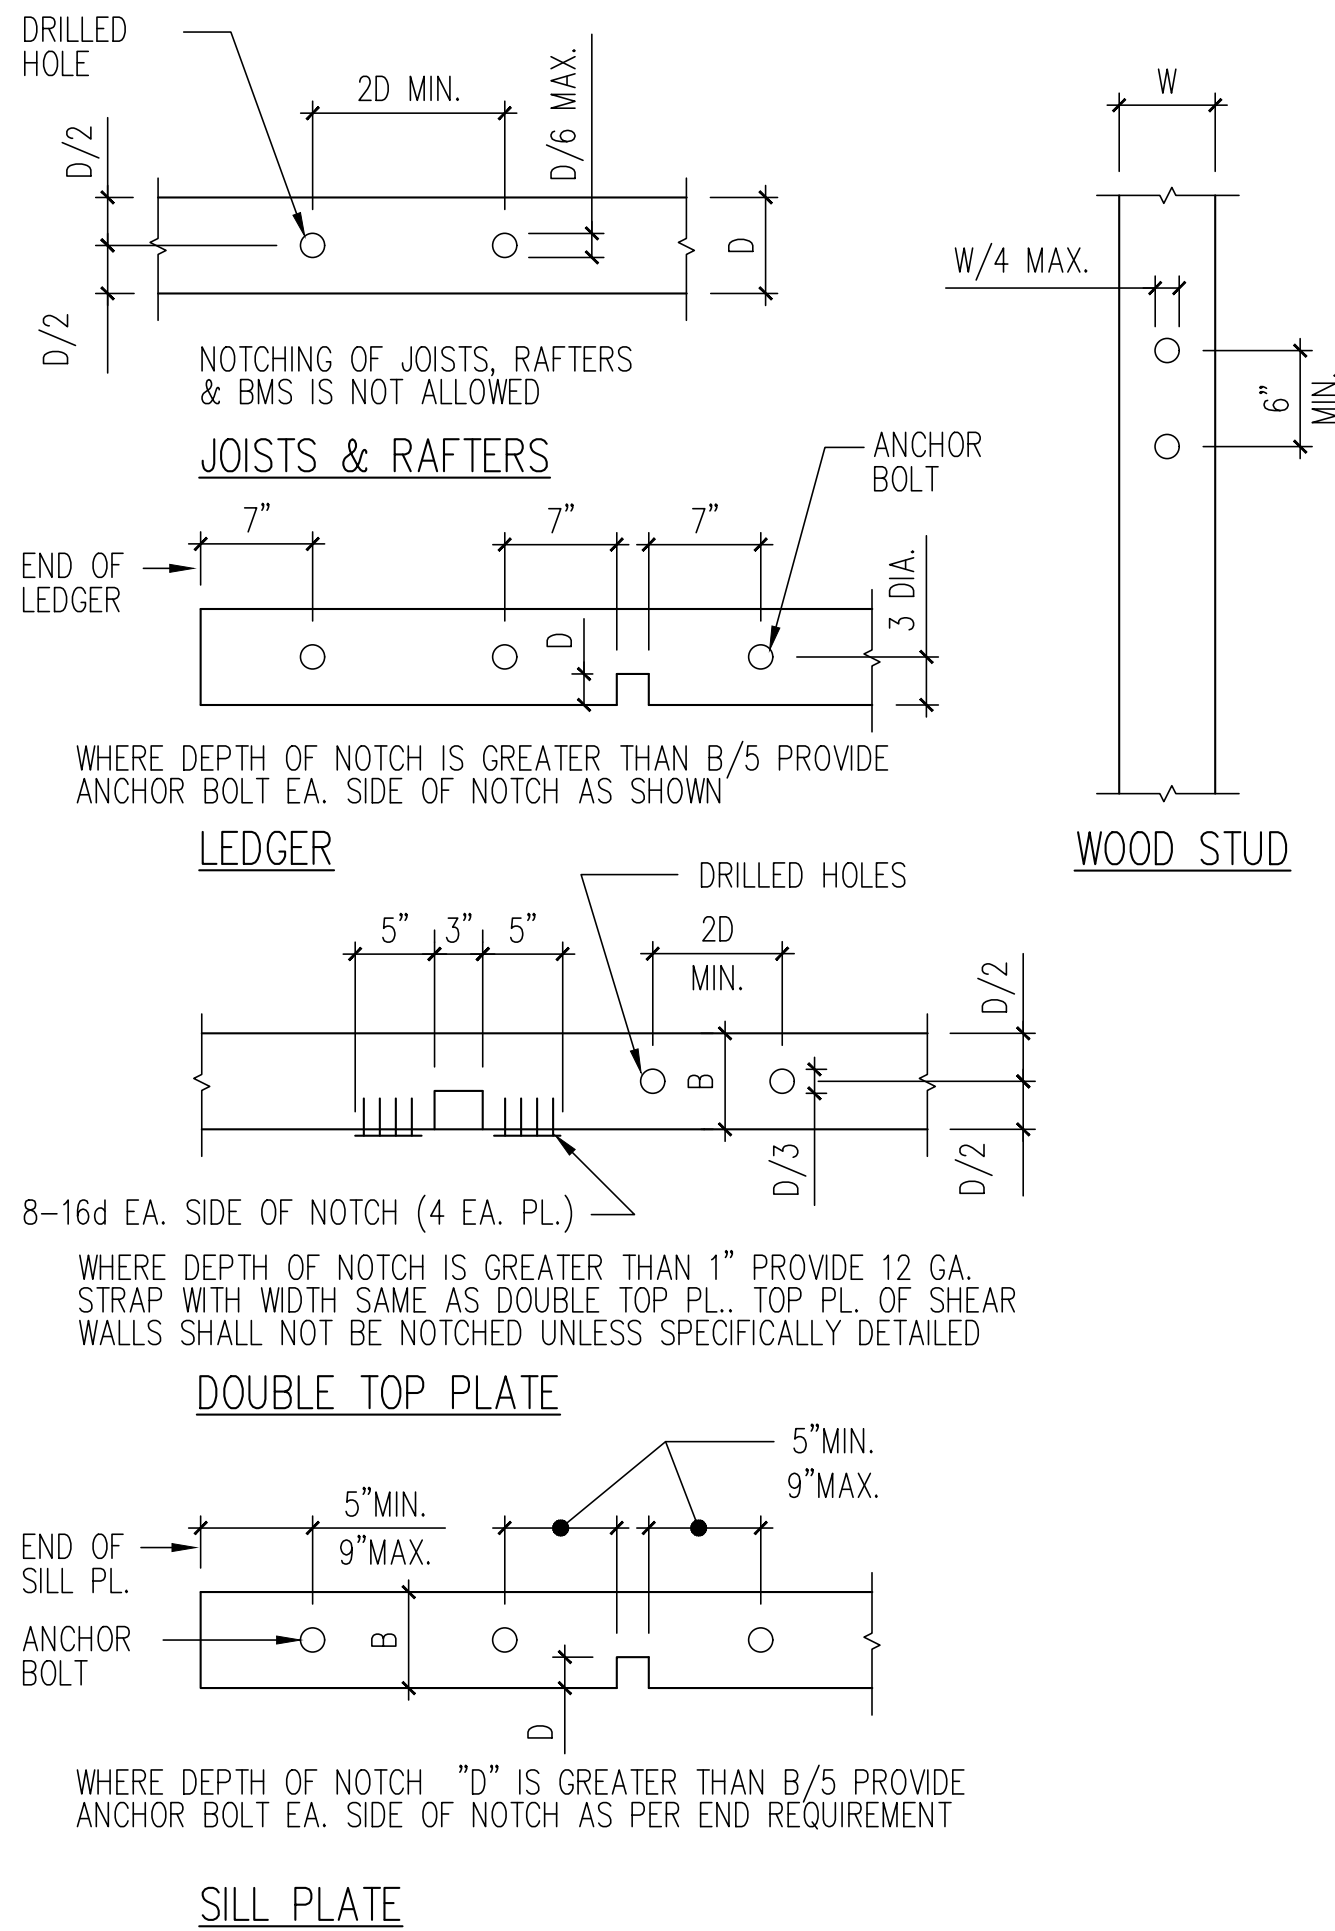 DRILLED
HOLE
2D MIN.
D/6 MAX.
D/2
D
D/2
NOTCHING OF JOISTS, RAFTERS
& BMS IS NOT ALLOWED
JOISTS & RAFTERS
W
W/4 MAX.
6"
MIN.
WOOD STUD
ANCHOR
BOLT
7"
7"
7"
END OF
LEDGER
D
3 DIA.
WHERE DEPTH OF NOTCH IS GREATER THAN B/5 PROVIDE
ANCHOR BOLT EA. SIDE OF NOTCH AS SHOWN
LEDGER
DRILLED HOLES
5"
3"
5"
2D
MIN.
D/2
B
D/3
D/2
8-16d EA. SIDE OF NOTCH (4 EA. PL.)
WHERE DEPTH OF NOTCH IS GREATER THAN 1" PROVIDE 12 GA.
STRAP WITH WIDTH SAME AS DOUBLE TOP PL.. TOP PL. OF SHEAR
WALLS SHALL NOT BE NOTCHED UNLESS SPECIFICALLY DETAILED
DOUBLE TOP PLATE
5"MIN.
9"MAX.
5"MIN.
9"MAX.
END OF
SILL PL.
ANCHOR
BOLT
B
D
WHERE DEPTH OF NOTCH "D" IS GREATER THAN B/5 PROVIDE
ANCHOR BOLT EA. SIDE OF NOTCH AS PER END REQUIREMENT
SILL PLATE